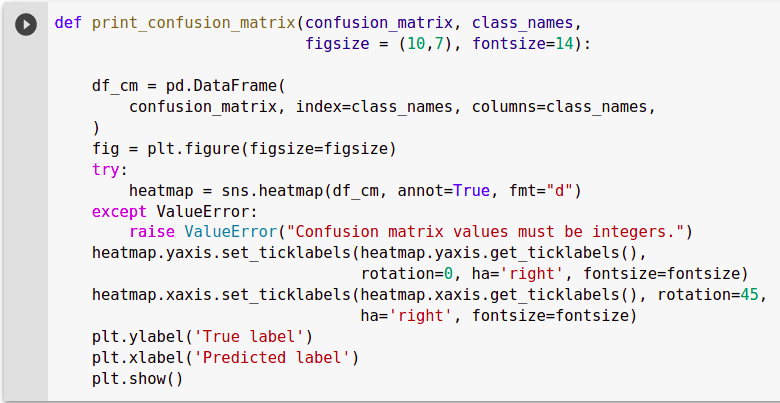 def print_confusion_matrix(confusion_matrix, class_names,
                           figsize = (10,7), fontsize=14):

    df_cm = pd.DataFrame(
        confusion_matrix, index=class_names, columns=class_names,
    )
    fig = plt.figure(figsize=figsize)
    try:
        heatmap = sns.heatmap(df_cm, annot=True, fmt="d")
    except ValueError:
        raise ValueError("Confusion matrix values must be integers.")
    heatmap.yaxis.set_ticklabels(heatmap.yaxis.get_ticklabels(),
                                 rotation=0, ha='right', fontsize=fontsize)
    heatmap.xaxis.set_ticklabels(heatmap.xaxis.get_ticklabels(), rotation=45,
                                 ha='right', fontsize=fontsize)
    plt.ylabel('True label')
    plt.xlabel('Predicted label')
    plt.show()